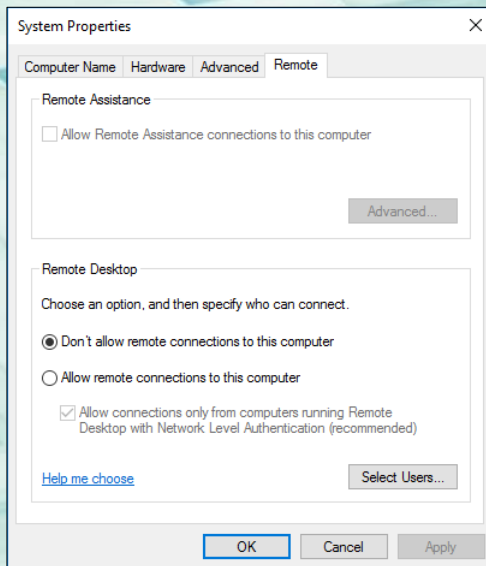 System Properties
Computer Name Hardware Advanced Remote
Remote Assistance
Allow Remote Assistance connections to this computer
Advanced...
Remote Desktop
Choose an option, and then specify who can connect.
Don't allow remote connections to this computer
Allow remote connections to this computer
Allow connections only from computers running Remote
Desktop with Network Level Authentication (recommended)
Help me choose Select Users...
OK Cancel Apply